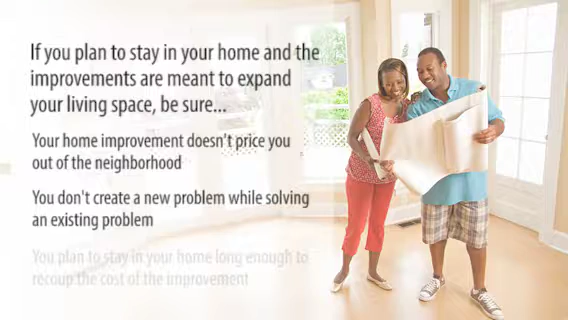 If you plan to stay in your home and the
improvements are meant to expand
your living space, be sure...
Your home improvement doesn't price you
out of the neighborhood
You don't create a new problem while solving
an existing problem
You plan to stay in your home long enough to
recoup the cost of the improvement